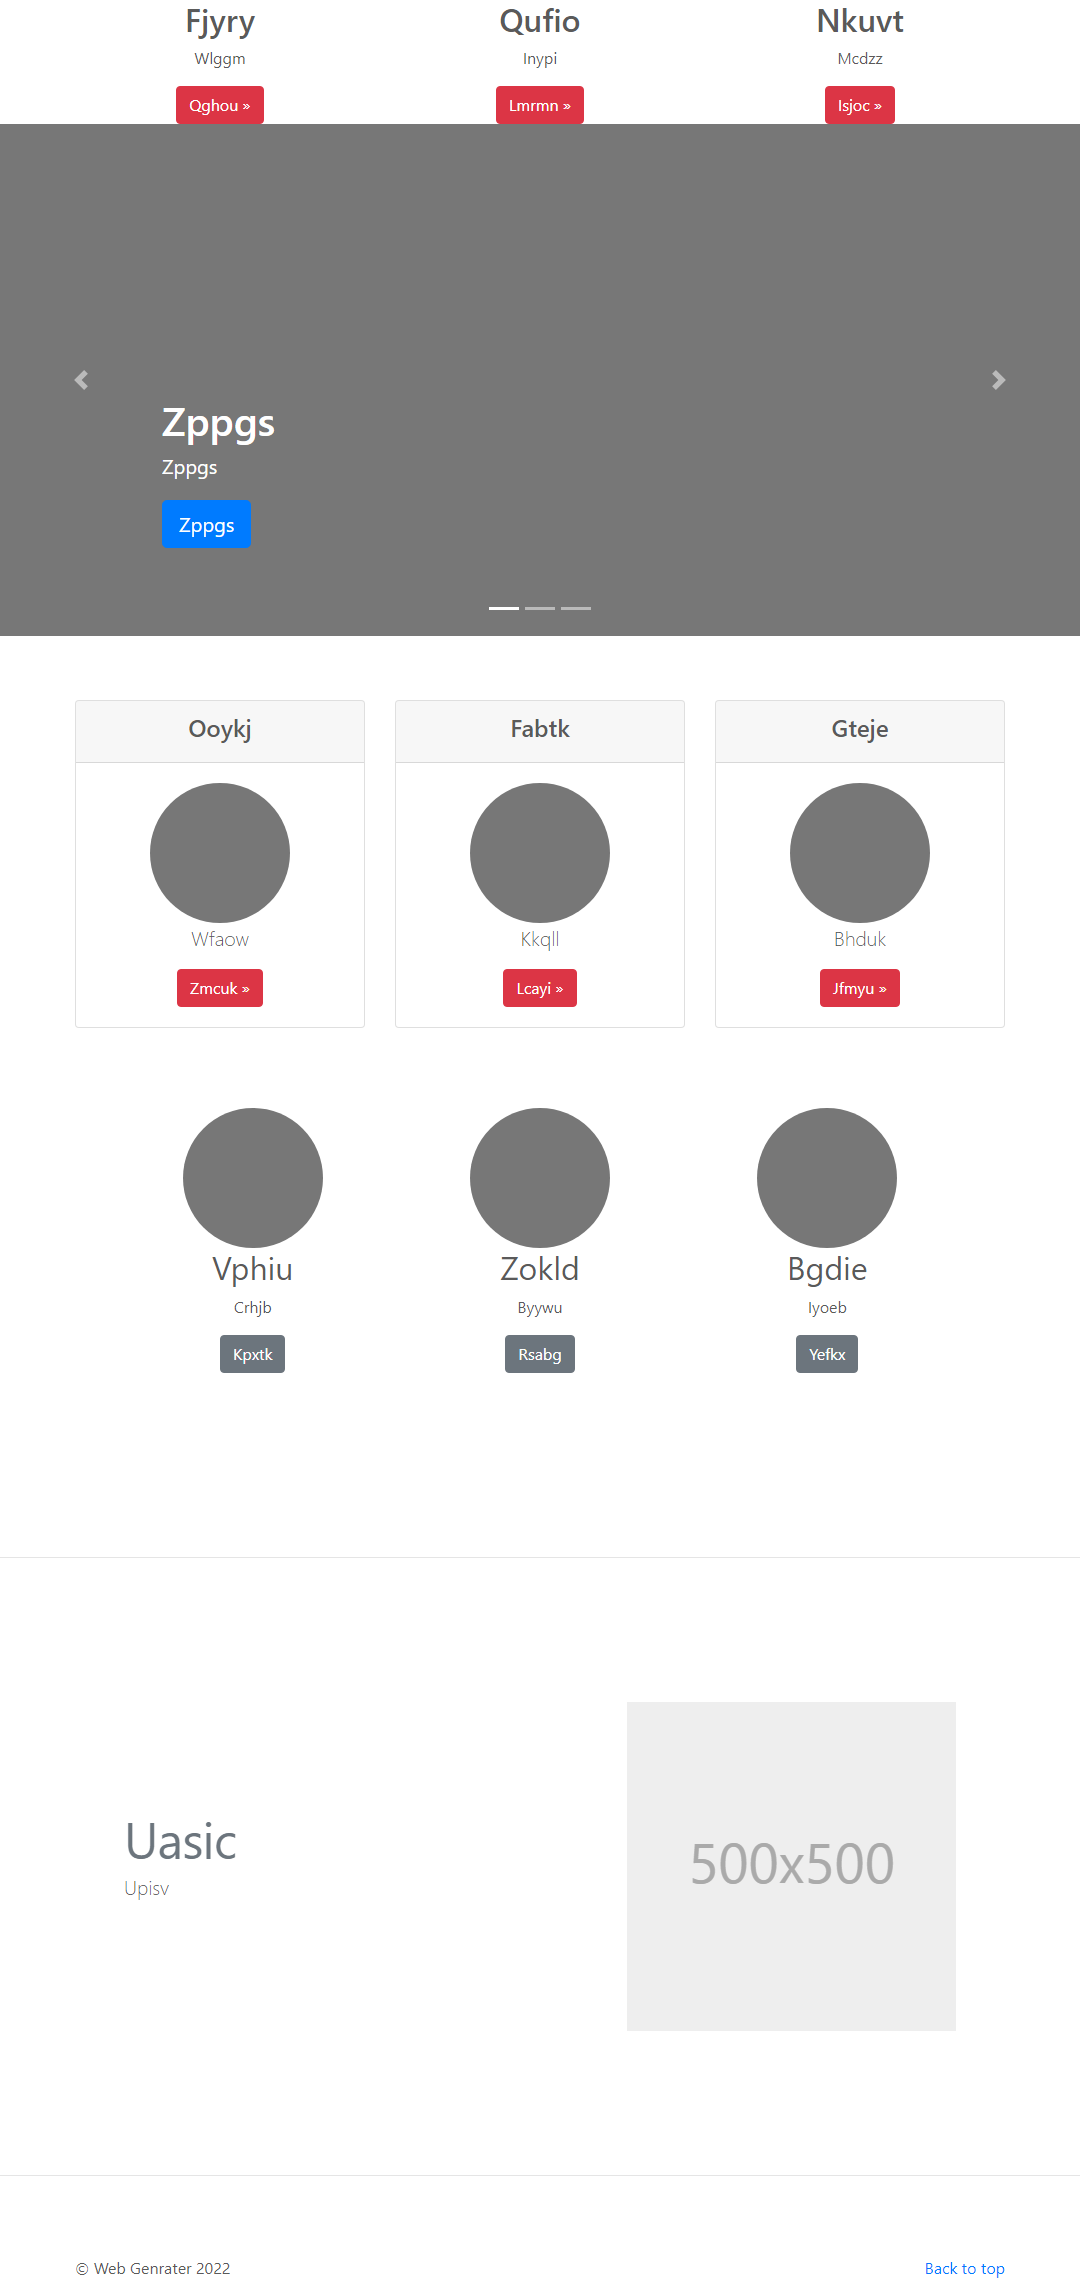 Fjyry Qufio Nkuvt
Wlggm Inypi Mcdzz
Qghou » Lmrmn » Isjoc »
Zppgs
Zppgs
Zppgs
Ooykj Fabtk Gteje
Wfaow Kkqll Bhduk
Zmcuk » Lcayi » Jfmyu »
Vphiu Zokld Bgdie
Crhjb Byywu Iyoeb
Kpxtk Rsabg Yefkx
Uasic
Upisv
500x500
© Web Genrater 2022 Back to top